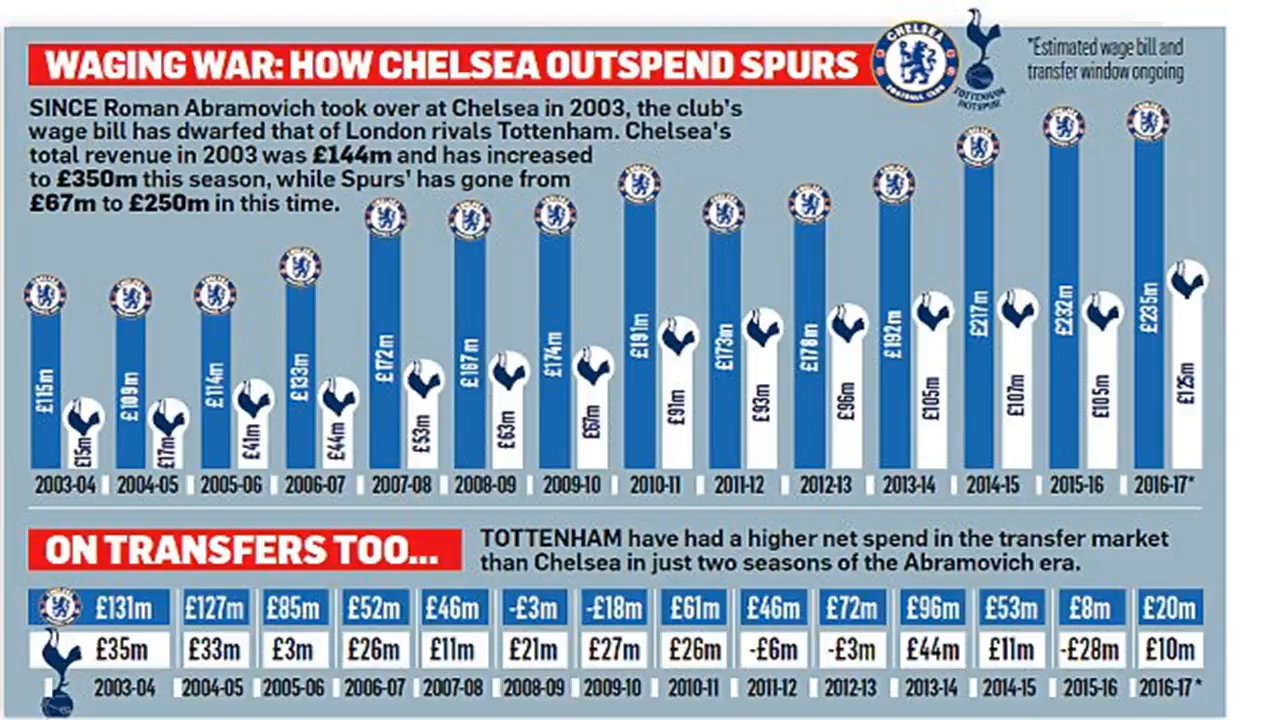 WAGING WAR: HOW CHELSEA OUTSPEND SPURS
CHELSEA
FOOTBALL CLUB
TOTTENHAM
HOTSPUR
*Estimated wage bill and
transfer window ongoing
SINCE Roman Abramovich took over at Chelsea in 2003, the club's
wage bill has dwarfed that of London rivals Tottenham. Chelsea's
total revenue in 2003 was £144m and has increased
to £350m this season, while Spurs' has gone from
£67m to £250m in this time.
£115m £15m £109m £17m £114m £41m £133m £44m £172m £53m £167m £63m £174m £67m £191m £91m £173m £93m £178m £96m £192m £105m £217m £107m £232m £105m £235m £125m
2003-04 2004-05 2005-06 2006-07 2007-08 2008-09 2009-10 2010-11 2011-12 2012-13 2013-14 2014-15 2015-16 2016-17*
ON TRANSFERS TOO...
TOTTENHAM have had a higher net spend in the transfer market
than Chelsea in just two seasons of the Abramovich era.
£131m £127m £85m £52m £46m -£3m -£18m £61m £46m £72m £96m £53m £8m £20m
£35m £33m £3m £26m £11m £21m £27m £26m -£6m -£3m £44m £11m -£28m £10m
2003-04 2004-05 2005-06 2006-07 2007-08 2008-09 2009-10 2010-11 2011-12 2012-13 2013-14 2014-15 2015-16 2016-17*